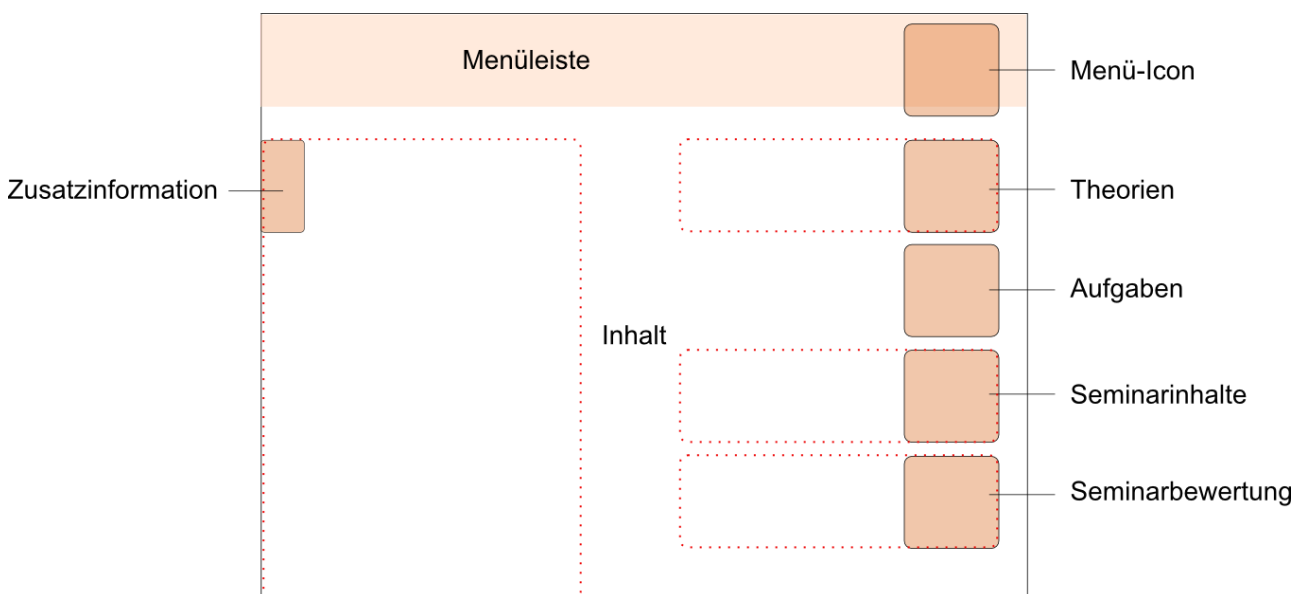 Menüleiste
Menü-Icon
Zusatzinformation
Theorien
Aufgaben
Inhalt
Seminarinhalte
Seminarbewertung